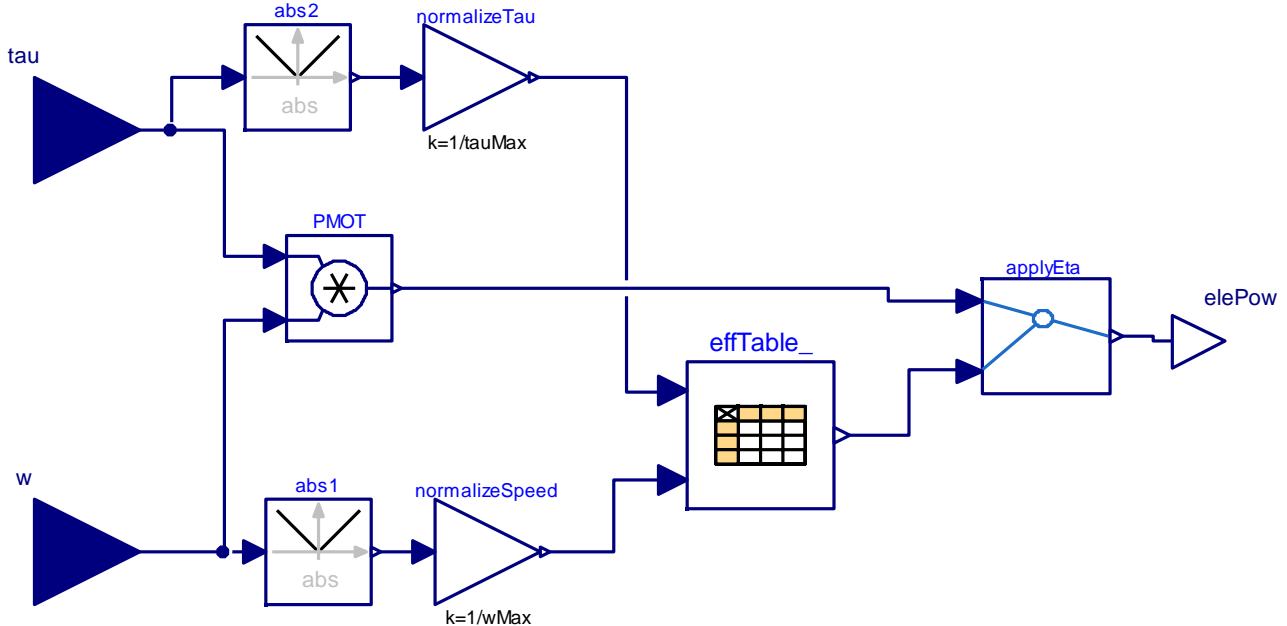 abs2
normalizeTau
tau
abs
k=1/tauMax
PMOT
applyEta
elePow
effTable_
w
abs1
normalizeSpeed
abs
k=1/wMax